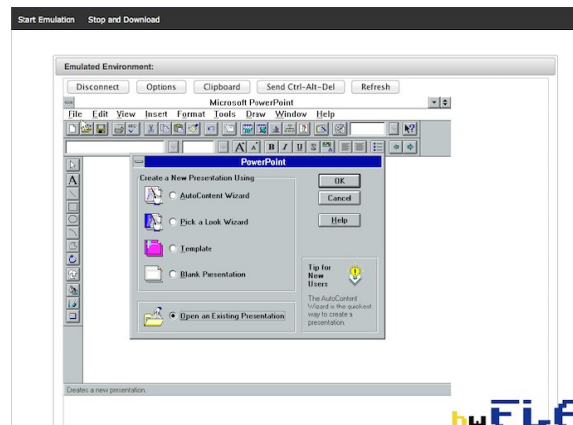 Start Emulation Stop and Download
Emulated Environment:
Disconnect Options Clipboard Send Ctrl-Alt-Del Refresh
Microsoft PowerPoint
File Edit View Insert Format Tools Draw Window Help
A A B I U S
PowerPoint
Create a New Presentation Using
AutoContent Wizard
Pick a Look Wizard
Template
Blank Presentation
Open an Existing Presentation
OK
Cancel
Help
Tip for
New
Users
The AutoContent
Wizard is the quickest
way to create a
presentation.
A
Creates a new presentation.